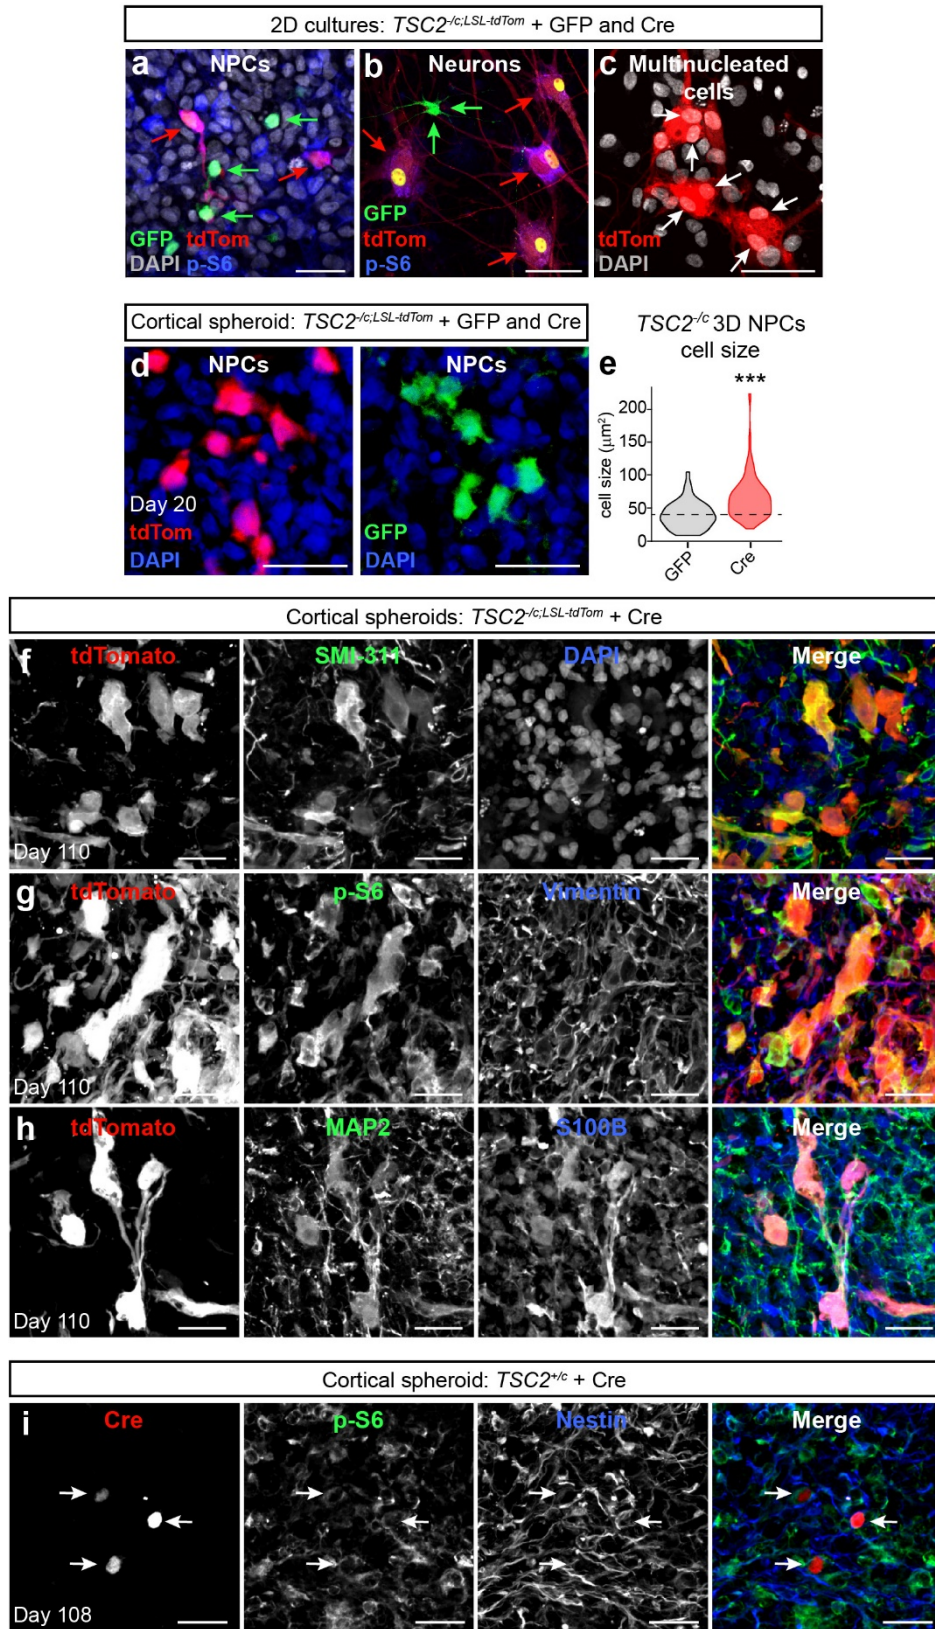 2D cultures: TSC2-/c;LSL-tdTom + GFP and Cre
a NPCs
GFP tdTom
DAPI p-S6
b Neurons
GFP
tdTom
p-S6
c Multinucleated
cells
tdTom
DAPI
Cortical spheroid: TSC2-/c;LSL-tdTom + GFP and Cre
d NPCs
Day 20
tdTom
DAPI
NPCs
GFP
DAPI
TSC2-/c 3D NPCs
cell size
e
***
cell size (μm2)
200
150
100
50
0
GFP
Cre
Cortical spheroids: TSC2-/c;LSL-tdTom + Cre
f tdTomato SMI-311 DAPI Merge
Day 110
g tdTomato p-S6 Vimentin Merge
Day 110
h tdTomato MAP2 S100B Merge
Day 110
Cortical spheroid: TSC2+/c + Cre
i Cre p-S6 Nestin Merge
Day 108